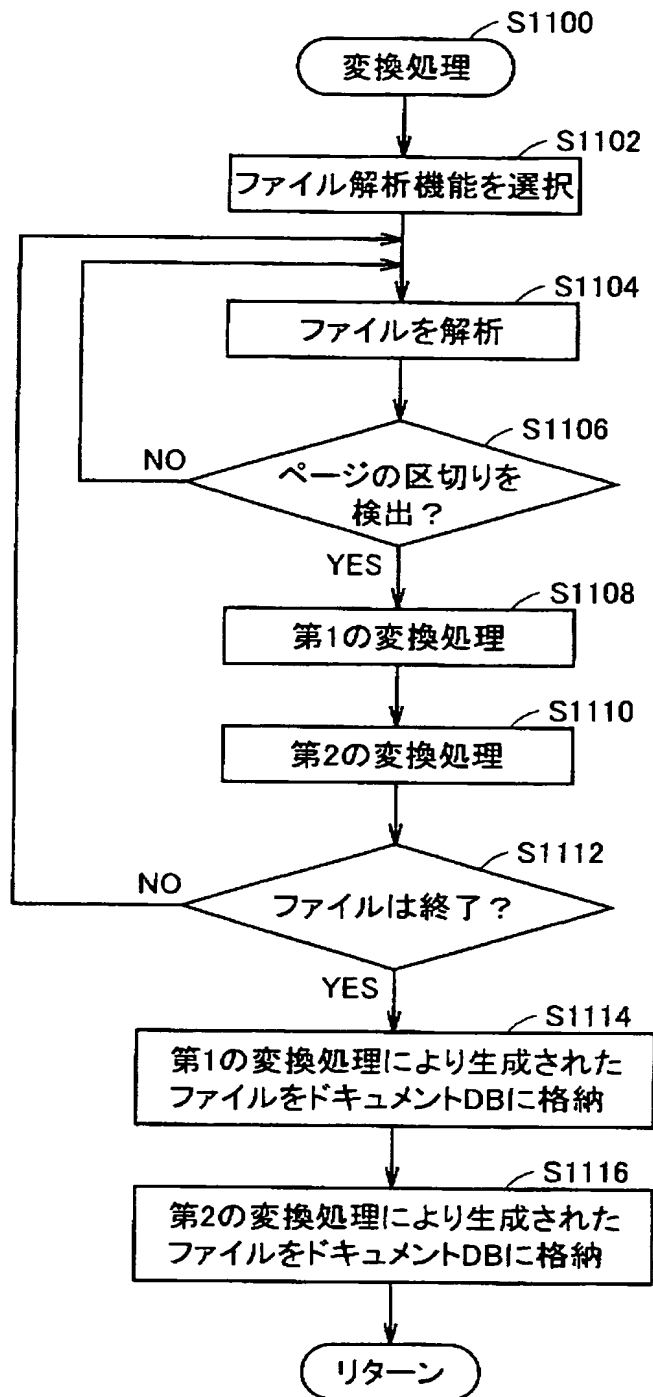 S1100
変換処理
S1102
ファイル解析機能を選択
S1104
ファイルを解析
S1106
NO
ページの区切りを
検出？
YES
S1108
第1の変換処理
S1110
第2の変換処理
S1112
NO
ファイルは終了？
YES
S1114
第1の変換処理により生成された
ファイルをドキュメントDBに格納
S1116
第2の変換処理により生成された
ファイルをドキュメントDBに格納
リターン